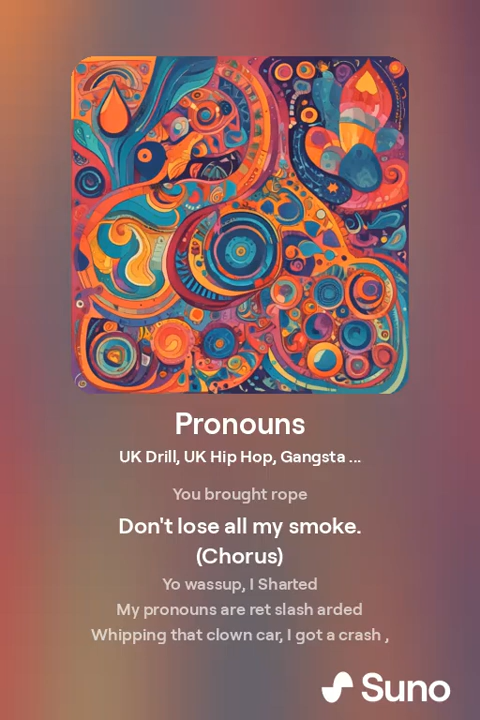 Pronouns
UK Drill, UK Hip Hop, Gangsta ...
You brought rope
Don't lose all my smoke.
(Chorus)
Yo wassup, I Sharted
My pronouns are ret slash arded
Whipping that clown car, I got a crash ,
Suno